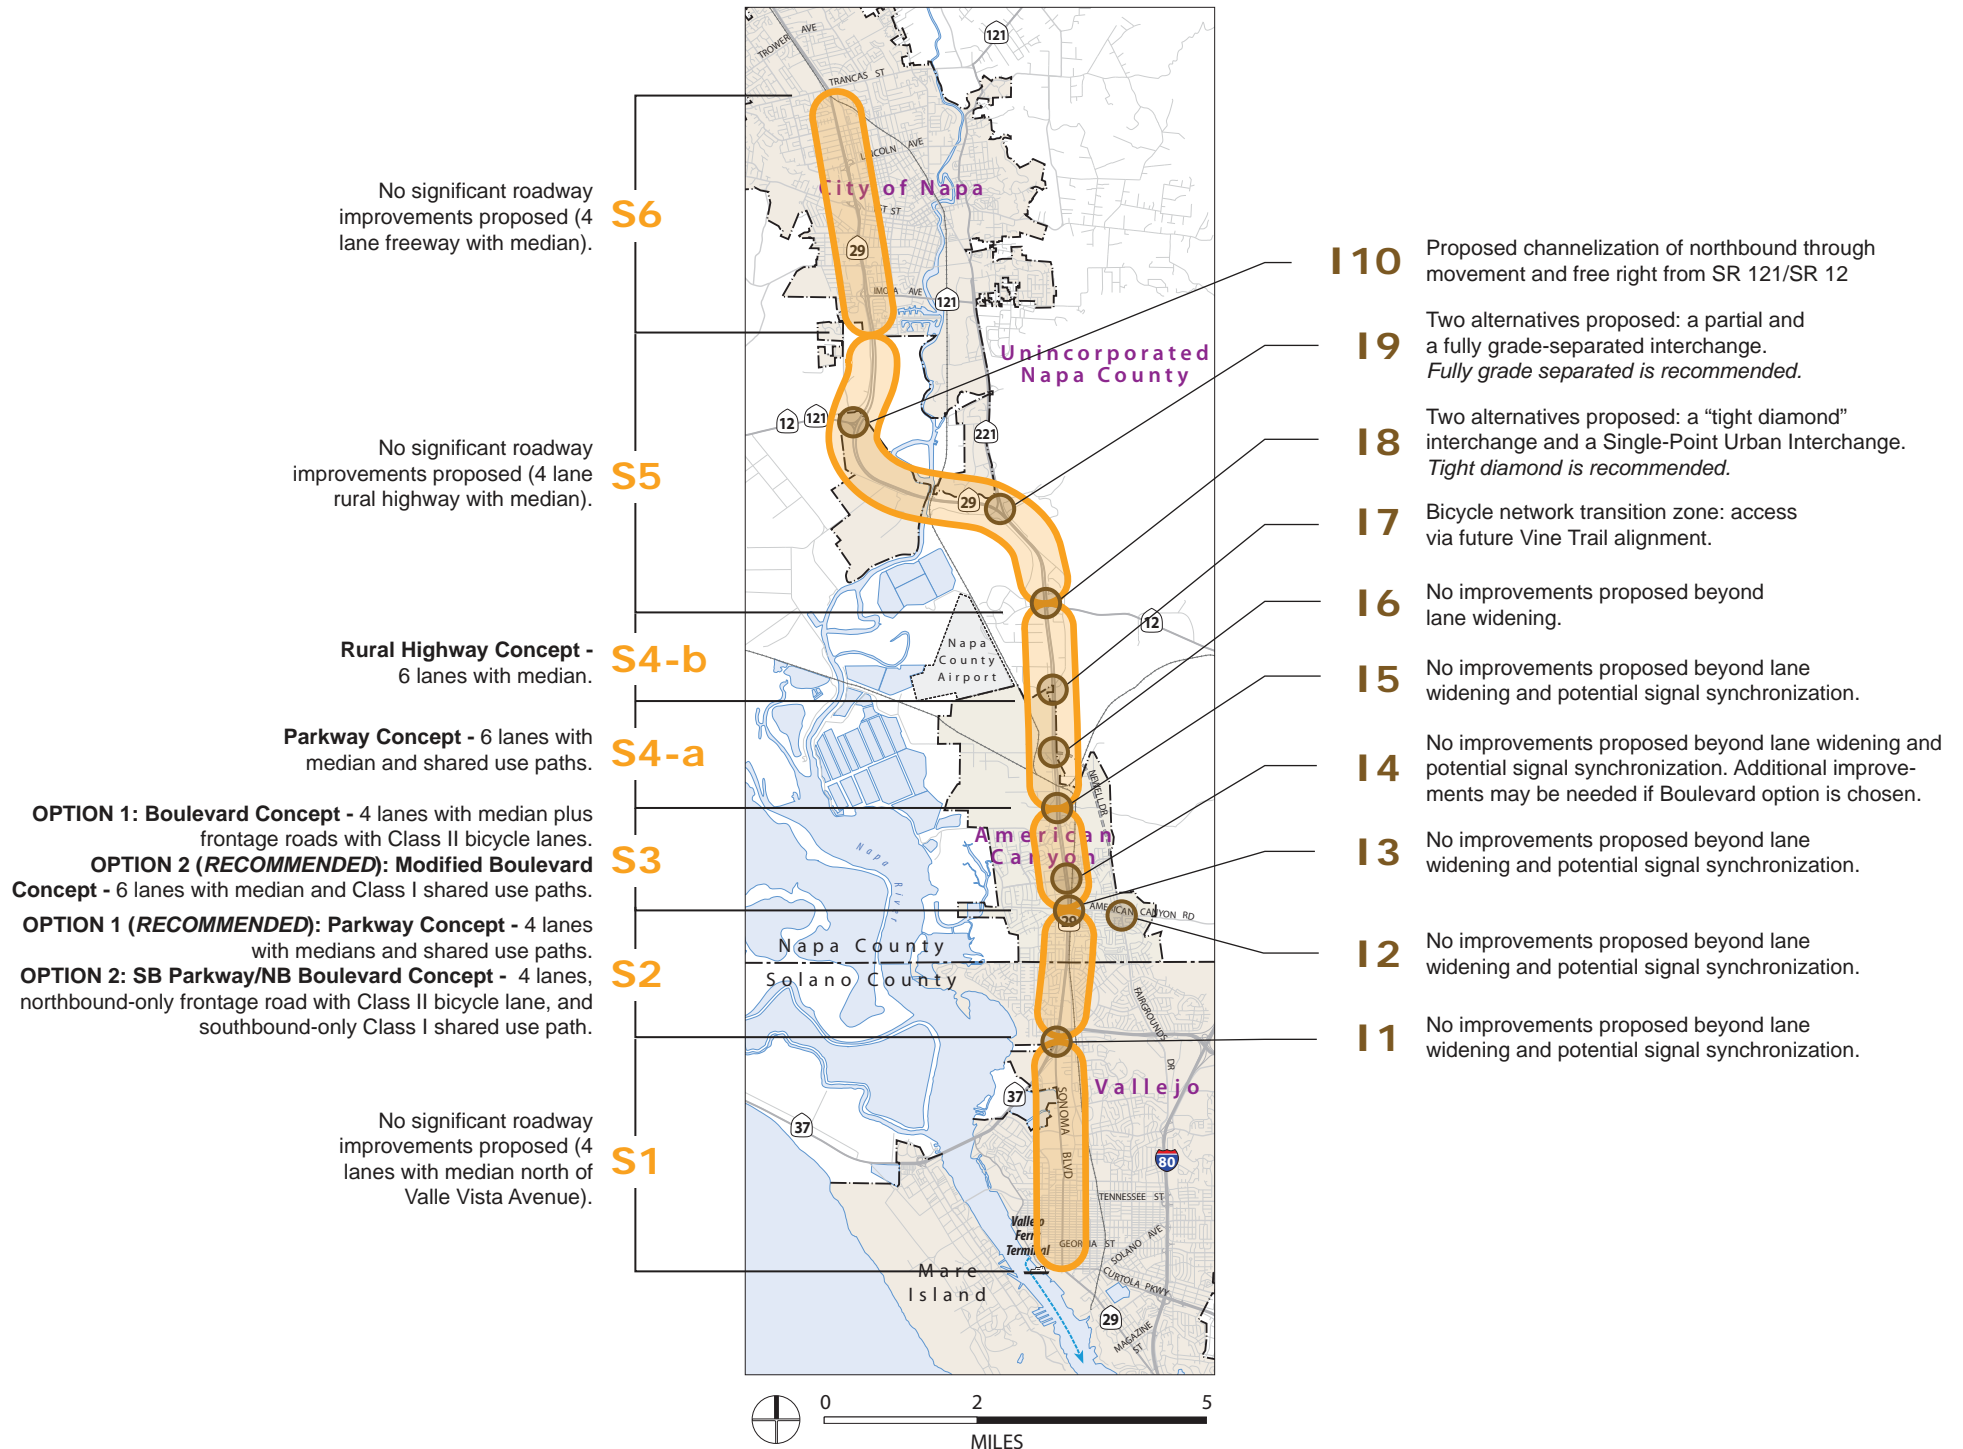 No significant roadway
improvements proposed (4
lane freeway with median).
S6
No significant roadway
improvements proposed (4 lane
rural highway with median).
S5
Rural Highway Concept -
6 lanes with median.
S4-b
Parkway Concept - 6 lanes with
median and shared use paths.
S4-a
OPTION 1: Boulevard Concept - 4 lanes with median plus
frontage roads with Class II bicycle lanes.
OPTION 2 (RECOMMENDED): Modified Boulevard
Concept - 6 lanes with median and Class I shared use paths.
S3
OPTION 1 (RECOMMENDED): Parkway Concept - 4 lanes
with medians and shared use paths.
OPTION 2: SB Parkway/NB Boulevard Concept - 4 lanes,
northbound-only frontage road with Class II bicycle lane, and
southbound-only Class I shared use path.
S2
No significant roadway
improvements proposed (4
lanes with median north of
Valle Vista Avenue).
S1
TROWER AVE
121
TRANCAS ST
LINCOLN AVE
City of Napa
ST ST
29
IMOLA AVE
121
Unincorporated
Napa County
12
121
221
29
12
Napa
County
Airport
NEWELL DR
American
Canyon
Napa River
AMERICAN CANYON RD
29
Napa County
Solano County
FAIRGROUNDS DR
Vallejo
37
37
SONOMA BLVD
80
TENNESSEE ST
Vallejo
Ferry
Terminal
GEORGIA ST
SOLANO AVE
CURTOLA PKWY
Mare
Island
29
MAGAZINE
ST
I10
Proposed channelization of northbound through
movement and free right from SR 121/SR 12
I9
Two alternatives proposed: a partial and
a fully grade-separated interchange.
Fully grade separated is recommended.
I8
Two alternatives proposed: a “tight diamond”
interchange and a Single-Point Urban Interchange.
Tight diamond is recommended.
I7
Bicycle network transition zone: access
via future Vine Trail alignment.
I6
No improvements proposed beyond
lane widening.
I5
No improvements proposed beyond lane
widening and potential signal synchronization.
I4
No improvements proposed beyond lane widening and
potential signal synchronization. Additional improve-
ments may be needed if Boulevard option is chosen.
I3
No improvements proposed beyond lane
widening and potential signal synchronization.
I2
No improvements proposed beyond lane
widening and potential signal synchronization.
I1
No improvements proposed beyond lane
widening and potential signal synchronization.
0 2 5
MILES